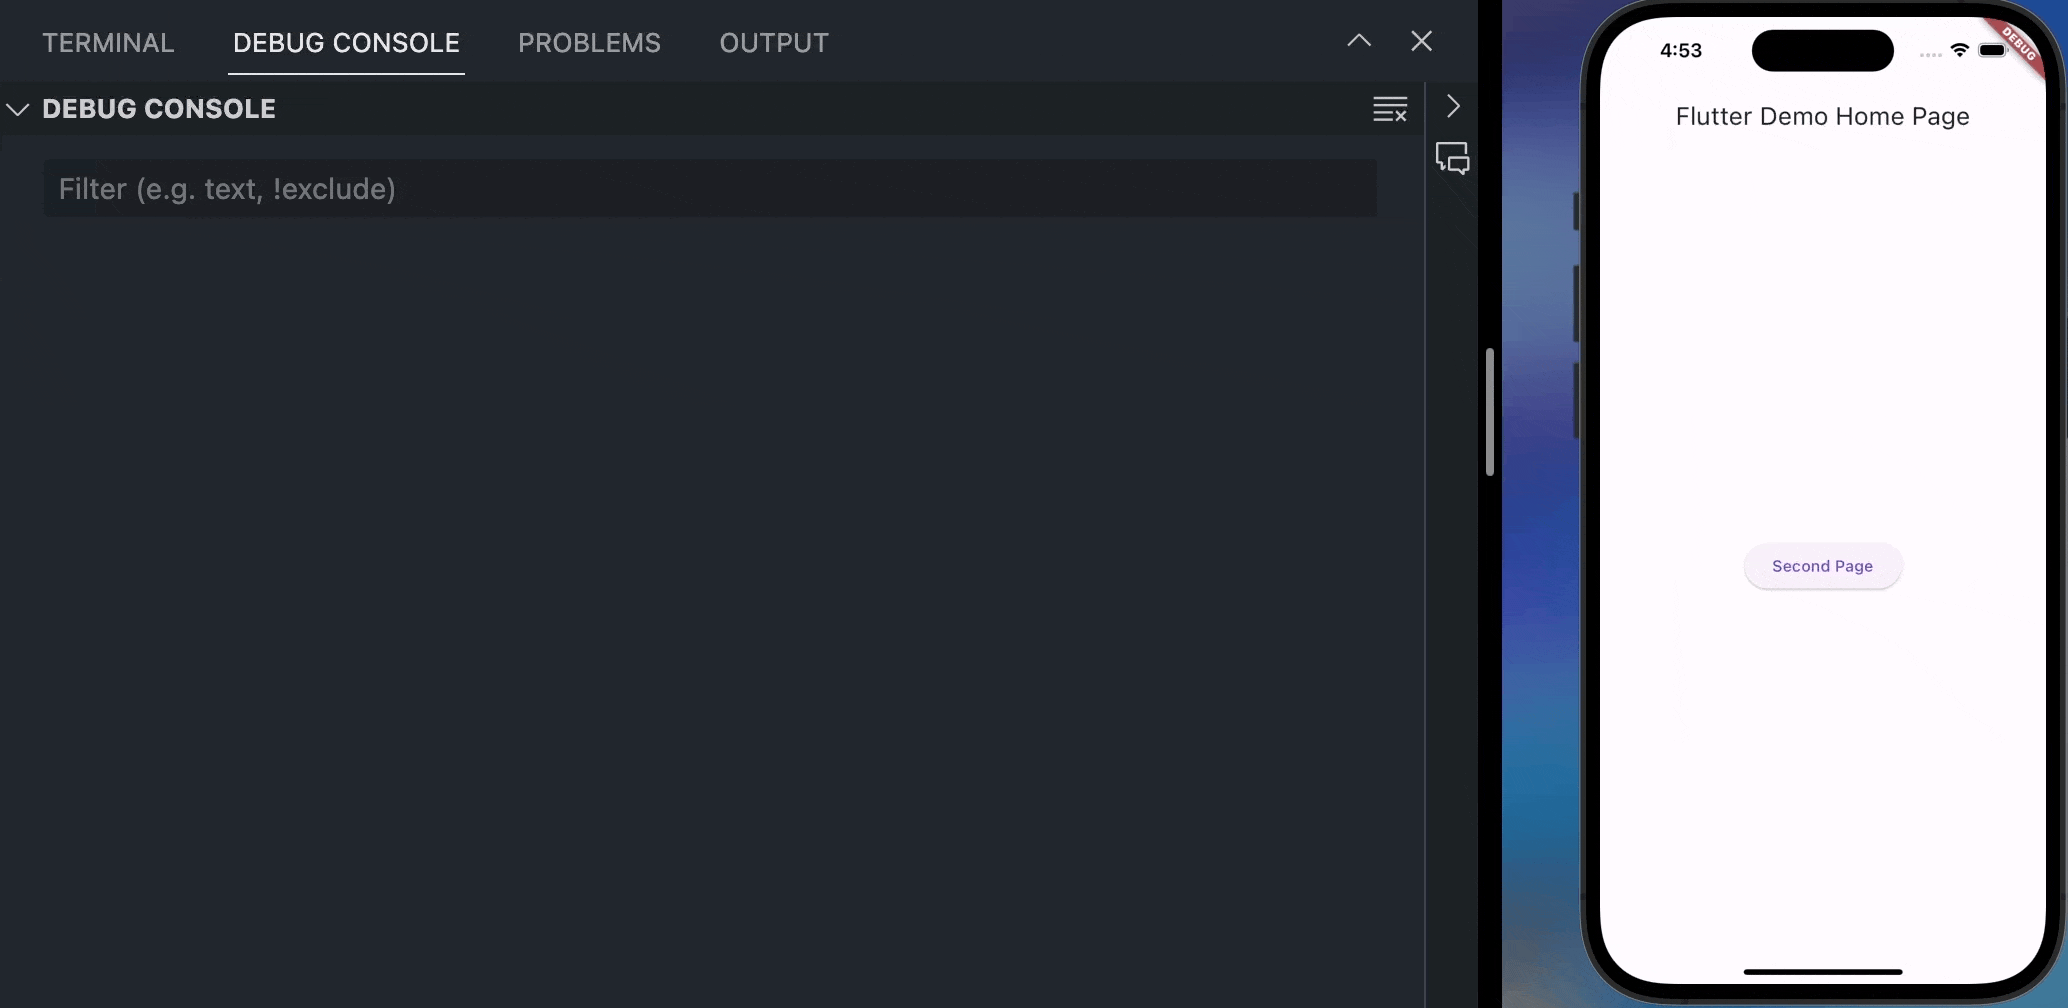 TERMINAL DEBUG CONSOLE PROBLEMS OUTPUT
DEBUG CONSOLE
Filter (e.g. text, !exclude)
4:53
DEBUG
Flutter Demo Home Page
Second Page